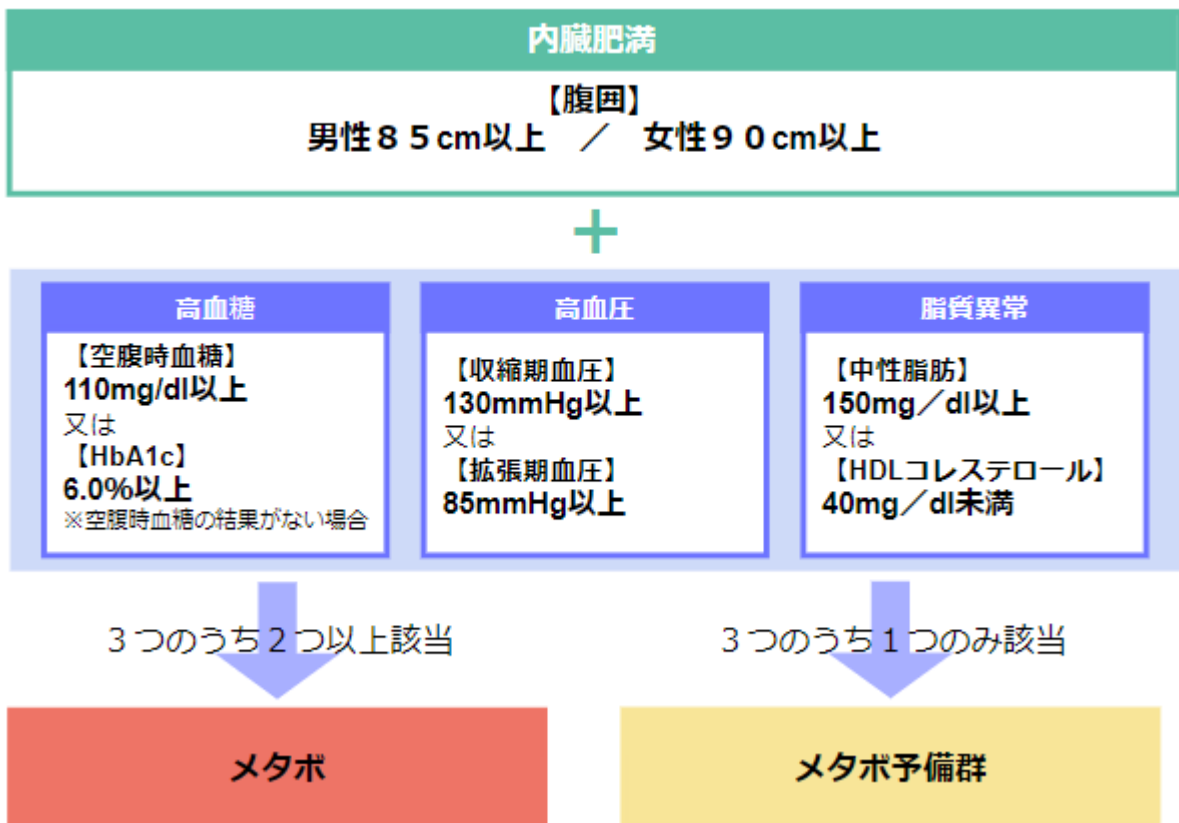 内臓肥満
【腹囲】
男性８５cm以上　／　女性９０cm以上
＋
高血糖
【空腹時血糖】
110mg/dl以上
又は
【HbA1c】
6.0%以上
※空腹時血糖の結果がない場合
高血圧
【収縮期血圧】
130mmHg以上
又は
【拡張期血圧】
85mmHg以上
脂質異常
【中性脂肪】
150mg／dl以上
又は
【HDLコレステロール】
40mg／dl未満
３つのうち２つ以上該当
３つのうち１つのみ該当
メタボ
メタボ予備群